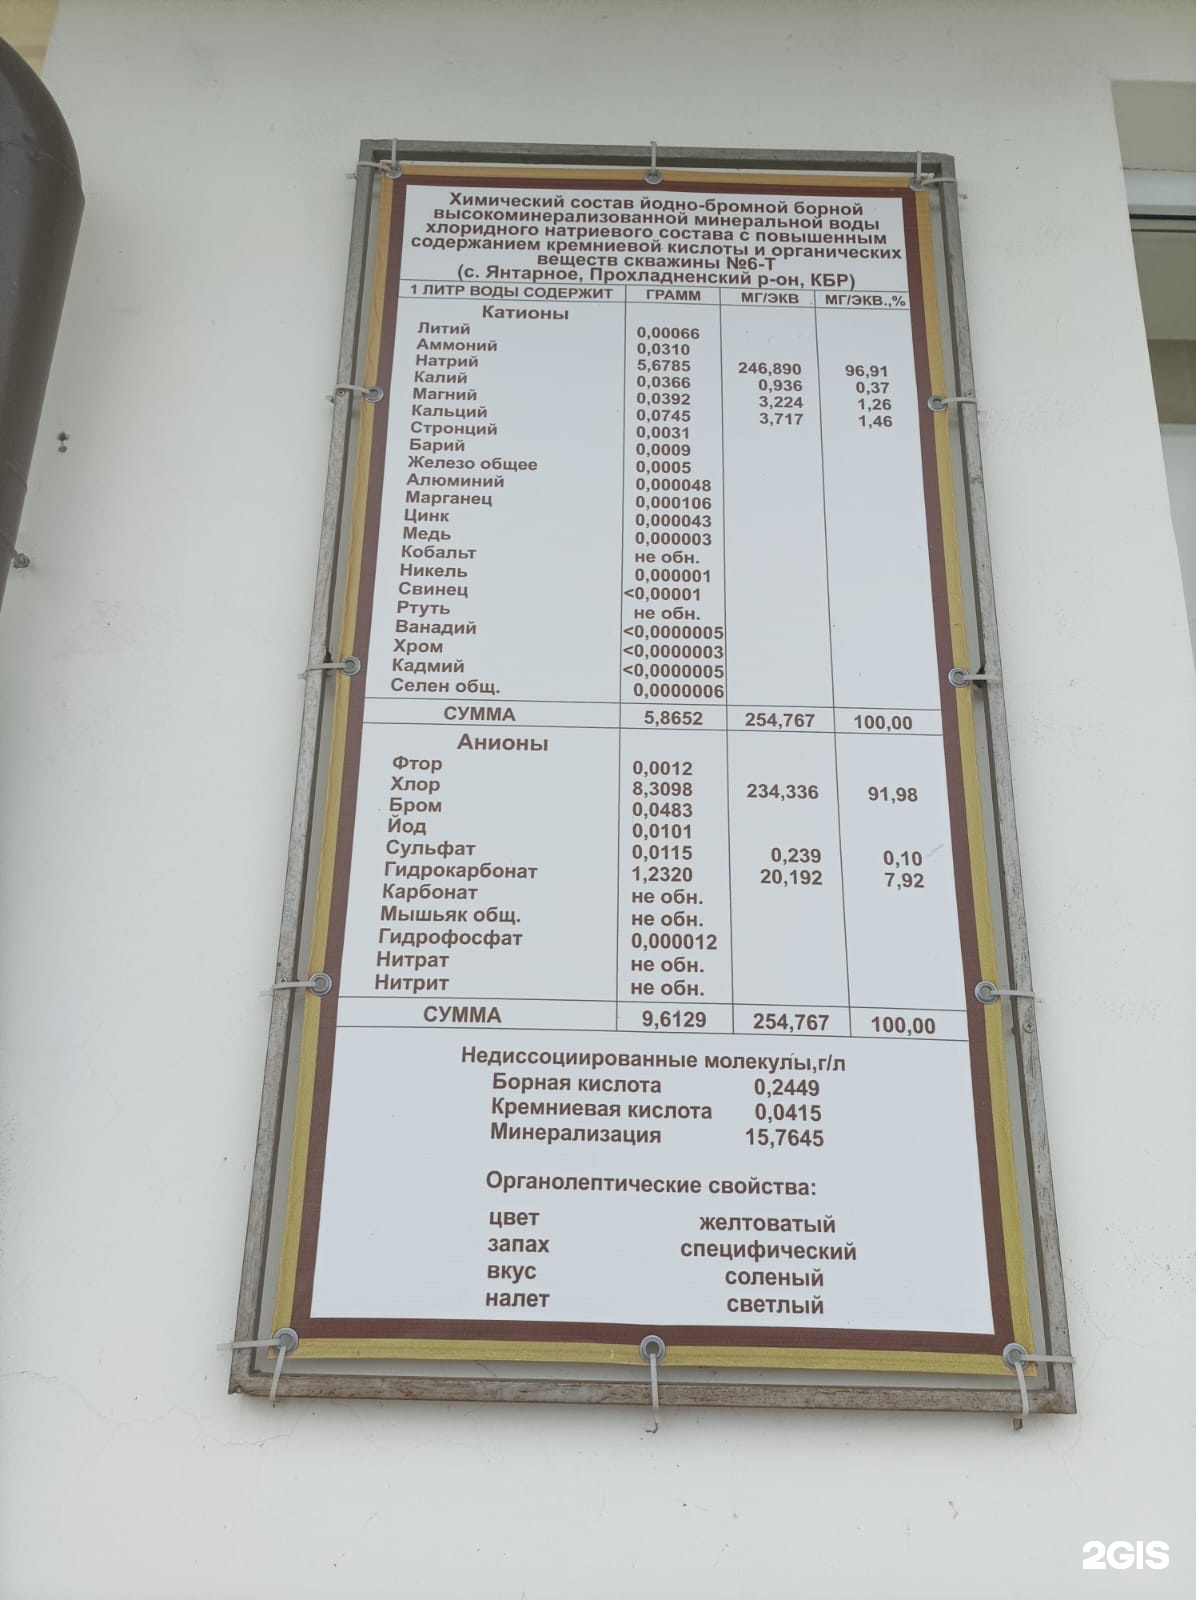 Химический состав йодно-бромной борной
высокоминерализованной минеральной воды
хлоридного натриевого состава с повышенным
содержанием кремниевой кислоты и органических
веществ скважины №6-Т
(с. Янтарное, Прохладненский р-он, КБР)
1 ЛИТР ВОДЫ СОДЕРЖИТ ГРАММ МГ/ЭКВ МГ/ЭКВ.,%
Катионы
Литий 0,00066
Аммоний 0,0310
Натрий 5,6785 246,890 96,91
Калий 0,0366 0,936 0,37
Магний 0,0392 3,224 1,26
Кальций 0,0745 3,717 1,46
Стронций 0,0031
Барий 0,0009
Железо общее 0,0005
Алюминий 0,000048
Марганец 0,000106
Цинк 0,000043
Медь 0,000003
Кобальт не обн.
Никель 0,000001
Свинец <0,00001
Ртуть не обн.
Ванадий <0,0000005
Хром <0,0000003
Кадмий <0,0000005
Селен общ. 0,0000006
СУММА 5,8652 254,767 100,00
Анионы
Фтор 0,0012
Хлор 8,3098 234,336 91,98
Бром 0,0483
Йод 0,0101
Сульфат 0,0115 0,239 0,10
Гидрокарбонат 1,2320 20,192 7,92
Карбонат не обн.
Мышьяк общ. не обн.
Гидрофосфат 0,000012
Нитрат не обн.
Нитрит не обн.
СУММА 9,6129 254,767 100,00
Недиссоциированные молекулы,г/л
Борная кислота 0,2449
Кремниевая кислота 0,0415
Минерализация 15,7645
Органолептические свойства:
цвет желтоватый
запах специфический
вкус соленый
налет светлый
2GIS